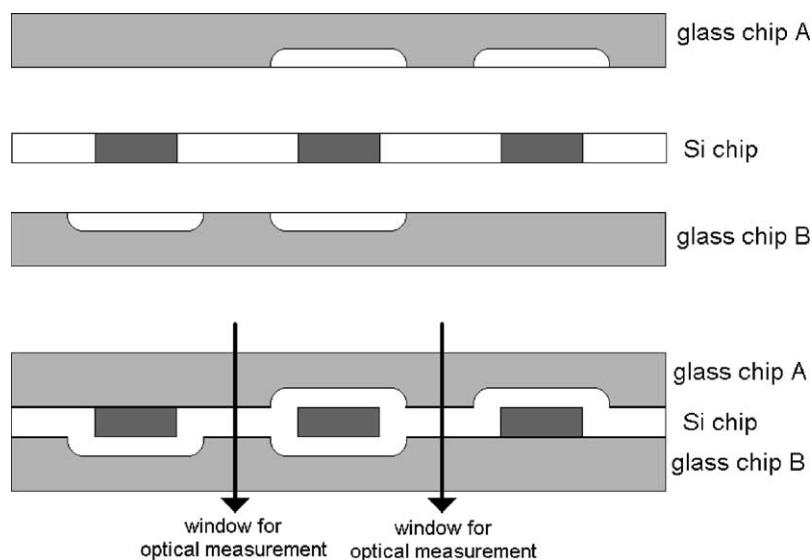 glass chip A
Si chip
glass chip B
glass chip A
Si chip
glass chip B
window for
optical measurement
window for
optical measurement